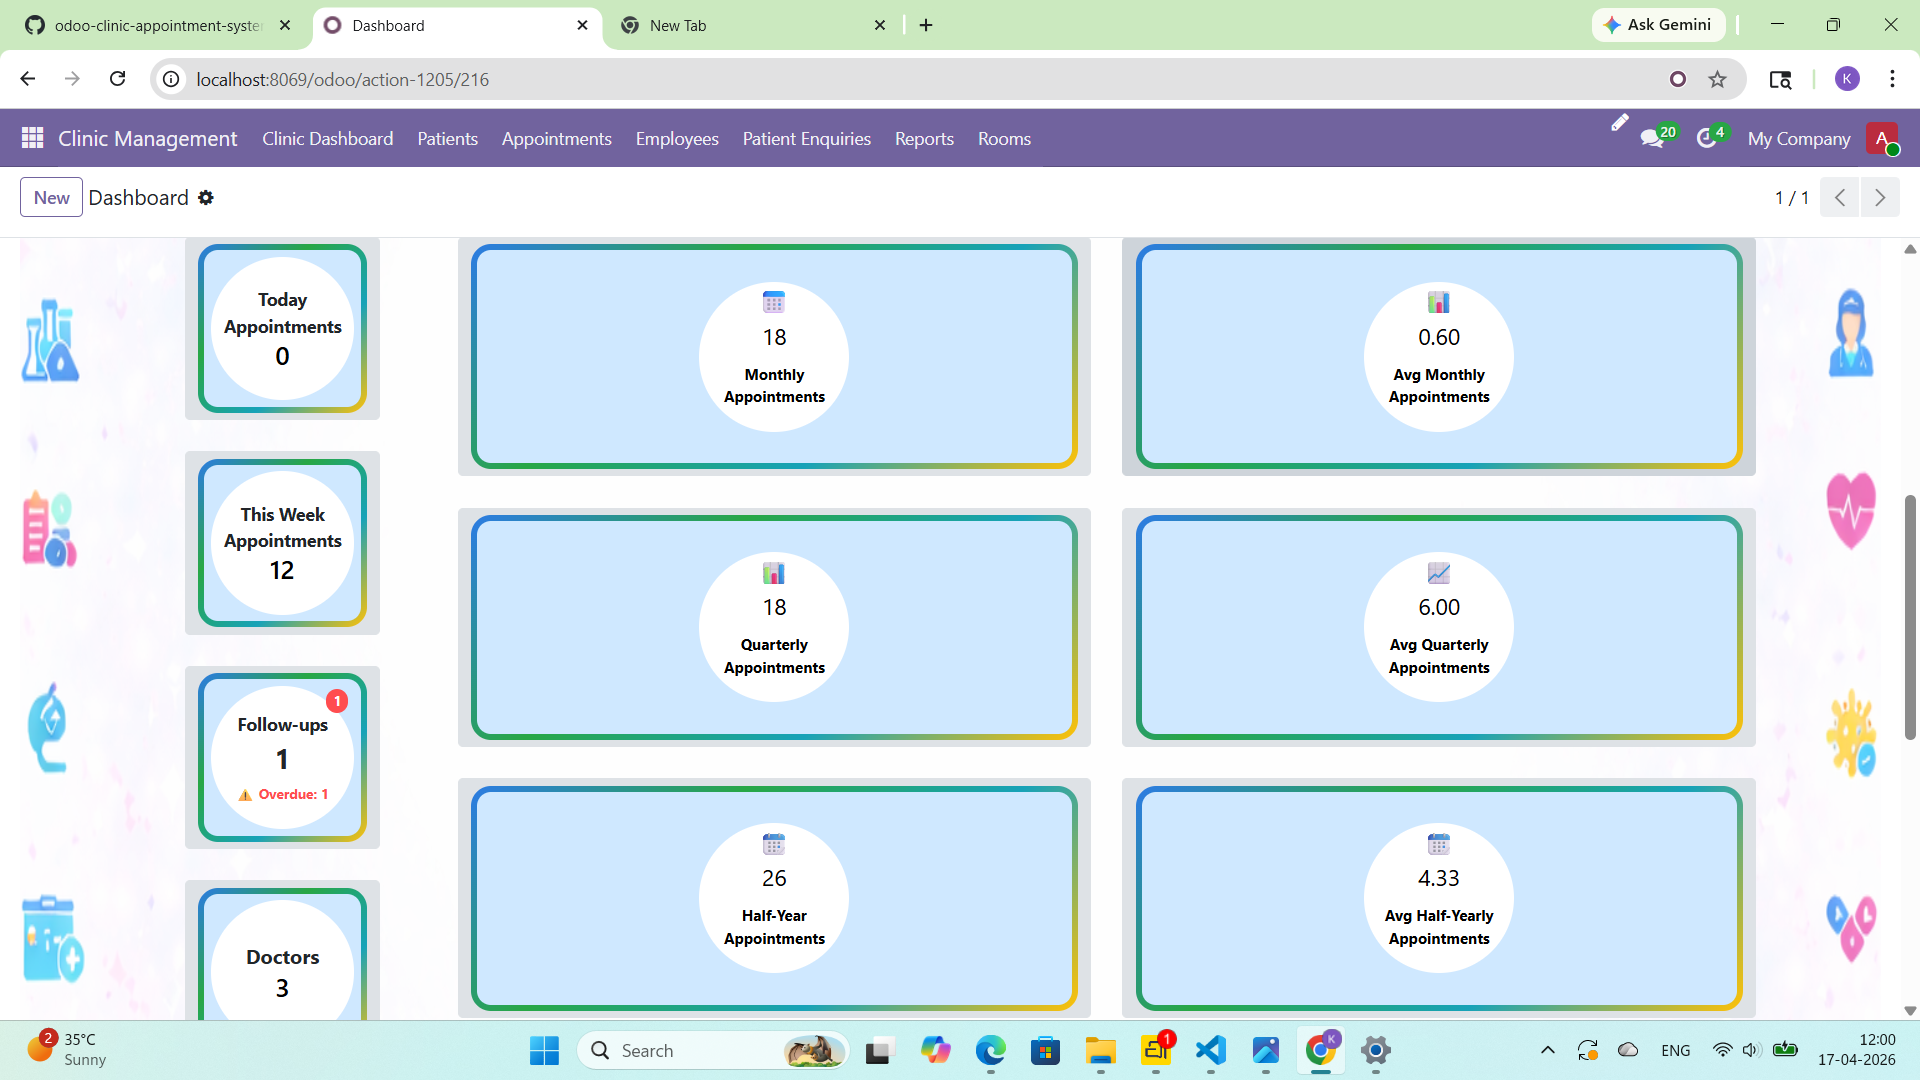 odoo-clinic-appointment-syste
Dashboard
New Tab
Ask Gemini
localhost:8069/odoo/action-1205/216
K
Clinic Management
Clinic Dashboard
Patients
Appointments
Employees
Patient Enquiries
Reports
Rooms
20
4
My Company
A
New
Dashboard
1 / 1
Today
Appointments
0
18
Monthly
Appointments
0.60
Avg Monthly
Appointments
This Week
Appointments
12
18
Quarterly
Appointments
6.00
Avg Quarterly
Appointments
1
Follow-ups
1
Overdue: 1
26
Half-Year
Appointments
4.33
Avg Half-Yearly
Appointments
Doctors
3
2
35°C
Sunny
Search
1
K
ENG
12:00
17-04-2026